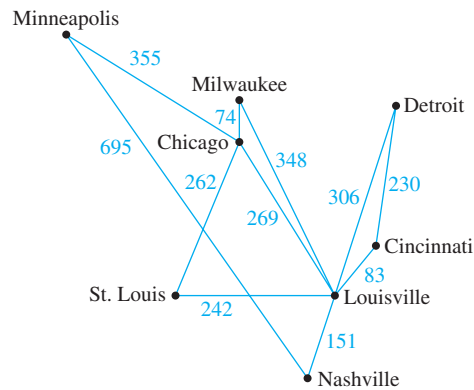 Minneapolis
355
Milwaukee
74
Detroit
Chicago
695
348
262
230
306
269
Cincinnati
83
St. Louis
242
Louisville
151
Nashville